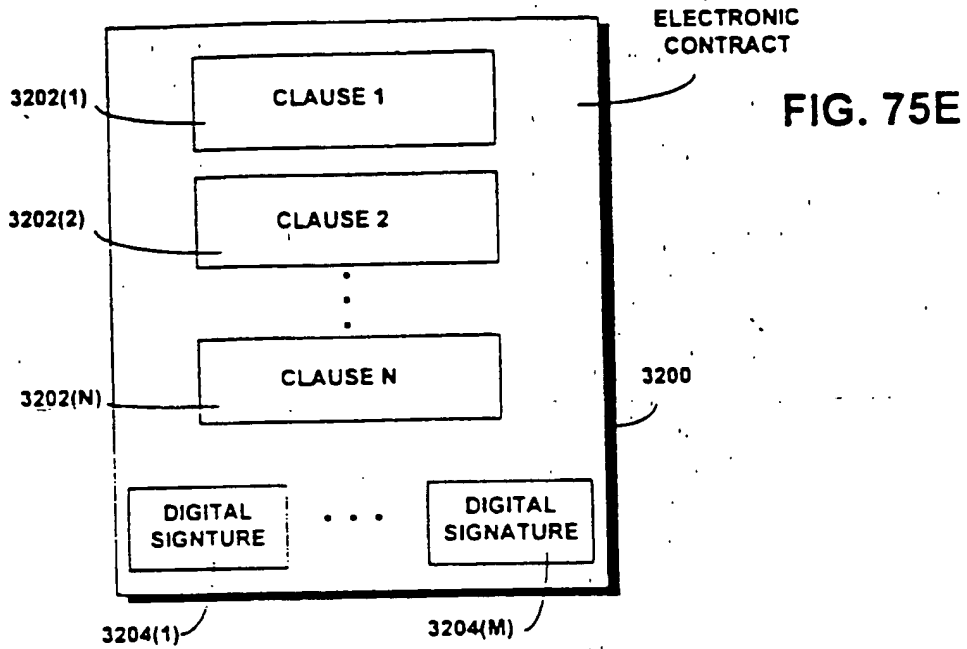 ELECTRONIC
CONTRACT
FIG. 75E
3202(1)
CLAUSE 1
3202(2)
CLAUSE 2
3202(N)
CLAUSE N
3200
DIGITAL
SIGNTURE
DIGITAL
SIGNATURE
3204(1)
3204(M)